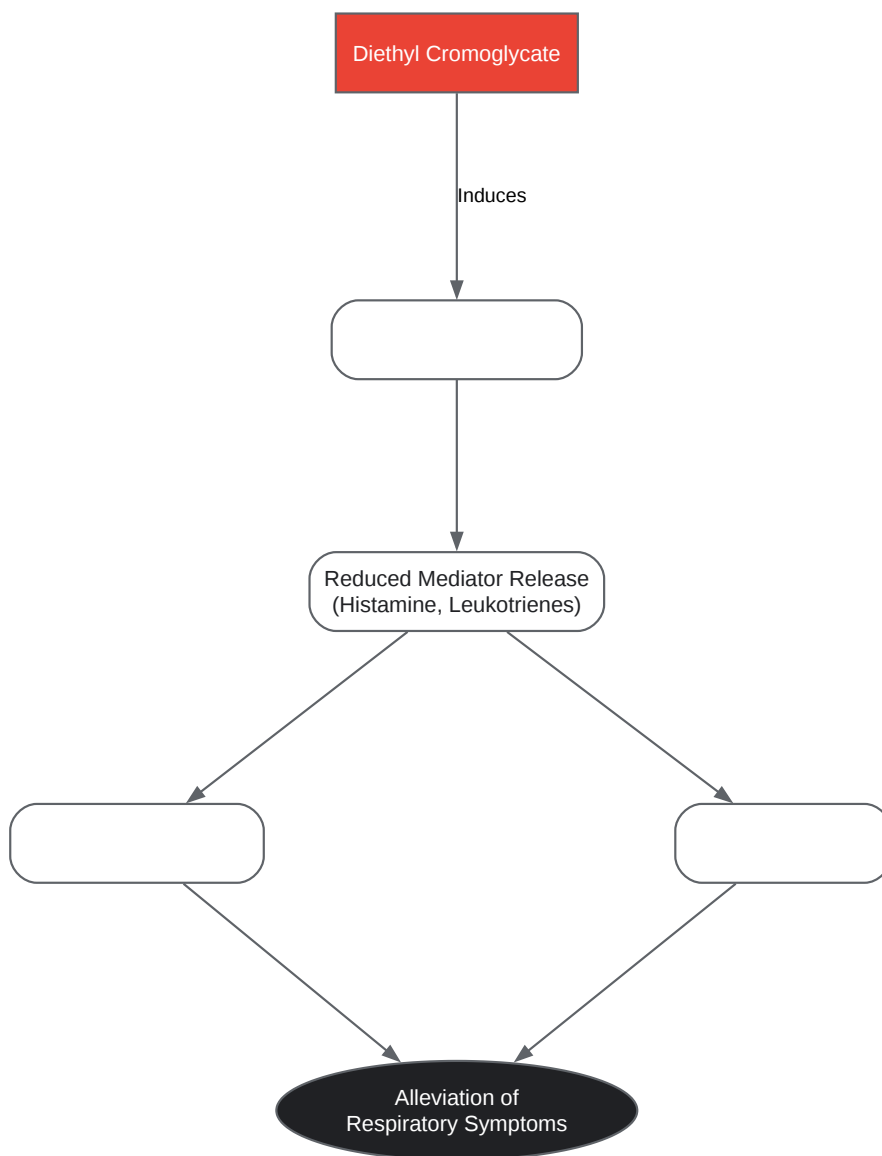 Diethyl Cromoglycate
Induces
Reduced Mediator Release
(Histamine, Leukotrienes)
Alleviation of
Respiratory Symptoms